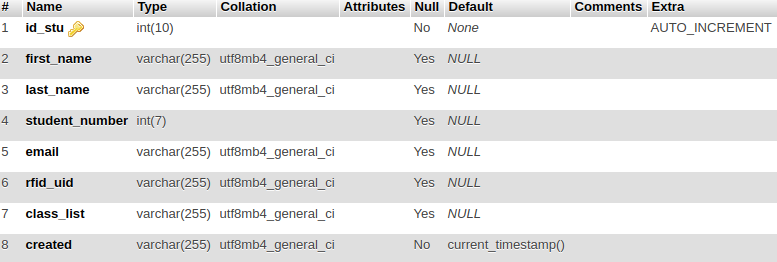 # Name Type Collation Attributes Null Default Comments Extra
1 id_stu int(10) No None AUTO_INCREMENT
2 first_name varchar(255) utf8mb4_general_ci Yes NULL
3 last_name varchar(255) utf8mb4_general_ci Yes NULL
4 student_number int(7) Yes NULL
5 email varchar(255) utf8mb4_general_ci Yes NULL
6 rfid_uid varchar(255) utf8mb4_general_ci Yes NULL
7 class_list varchar(255) utf8mb4_general_ci Yes NULL
8 created varchar(255) utf8mb4_general_ci No current_timestamp()